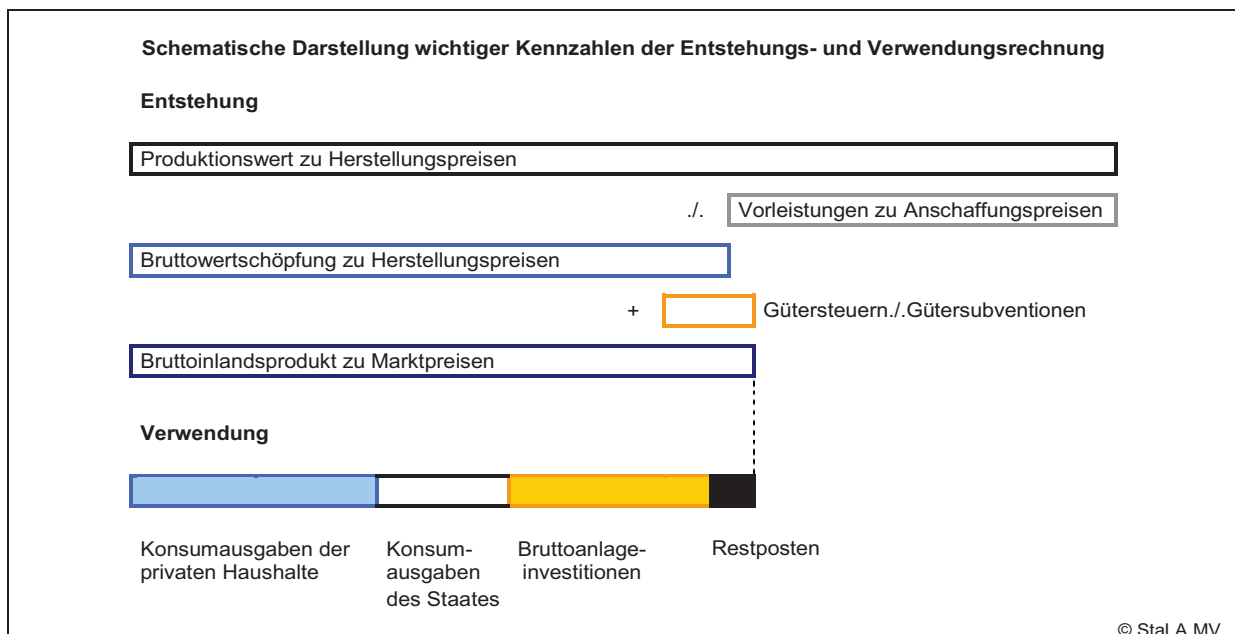 Schematische Darstellung wichtiger Kennzahlen der Entstehungs- und Verwendungsrechnung
Entstehung
Produktionswert zu Herstellungspreisen
./. Vorleistungen zu Anschaffungspreisen
Bruttowertschöpfung zu Herstellungspreisen
+ Gütersteuern./.Gütersubventionen
Bruttoinlandsprodukt zu Marktpreisen
Verwendung
Konsumausgaben der
privaten Haushalte
Konsum-
ausgaben
des Staates
Bruttoanlage-
investitionen
Restposten
© StaLA MV